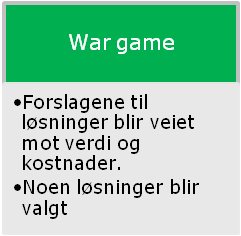 War game
•Forslagene til
løsninger blir veiet
mot verdi og
kostnader.
•Noen løsninger blir
valgt